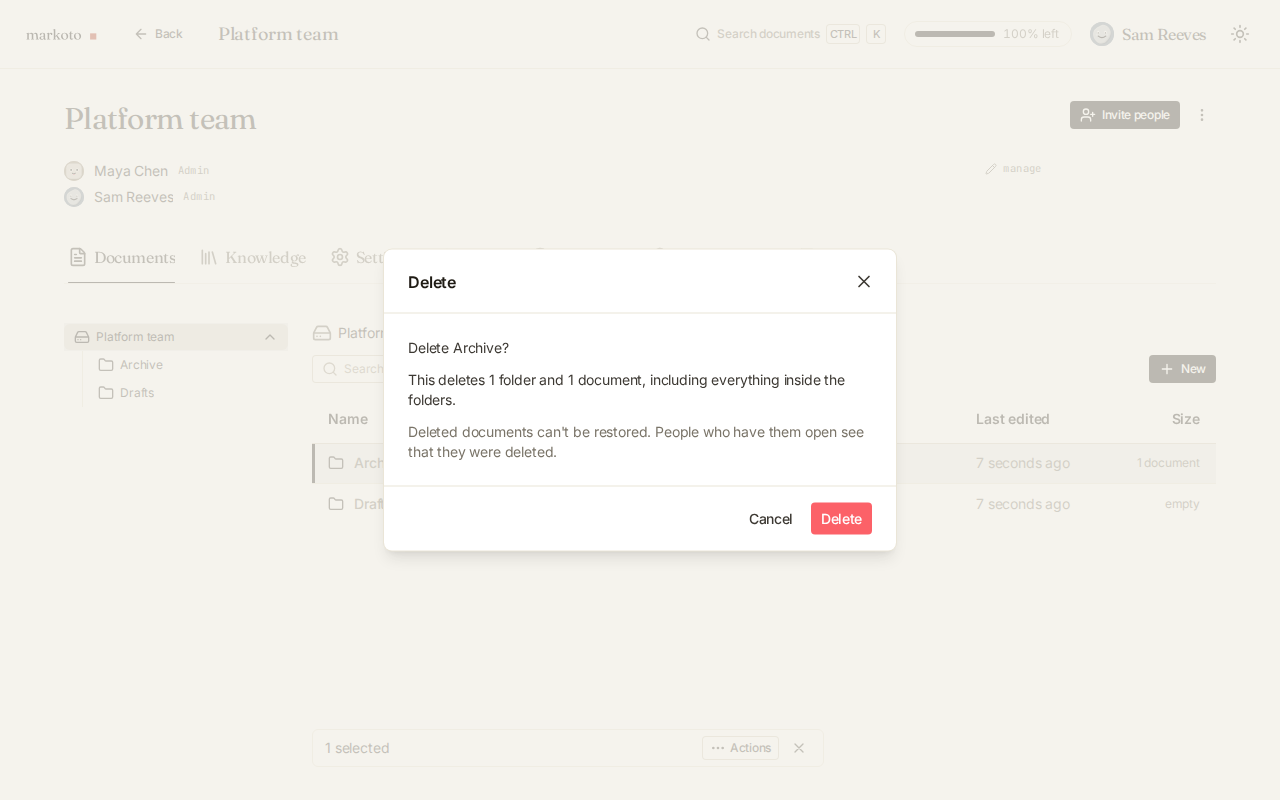 markoto
Back
Platform team
Search documents CTRL K
100% left
Sam Reeves
Platform team
Invite people
Maya Chen Admin
manage
Sam Reeves Admin
Documents
Knowledge
Delete
Platform team
Archive
Drafts
Search
New
Delete Archive?
This deletes 1 folder and 1 document, including everything inside the
folders.
Deleted documents can't be restored. People who have them open see
that they were deleted.
Cancel
Delete
Name
Last edited
Size
7 seconds ago
1 document
7 seconds ago
empty
1 selected
Actions